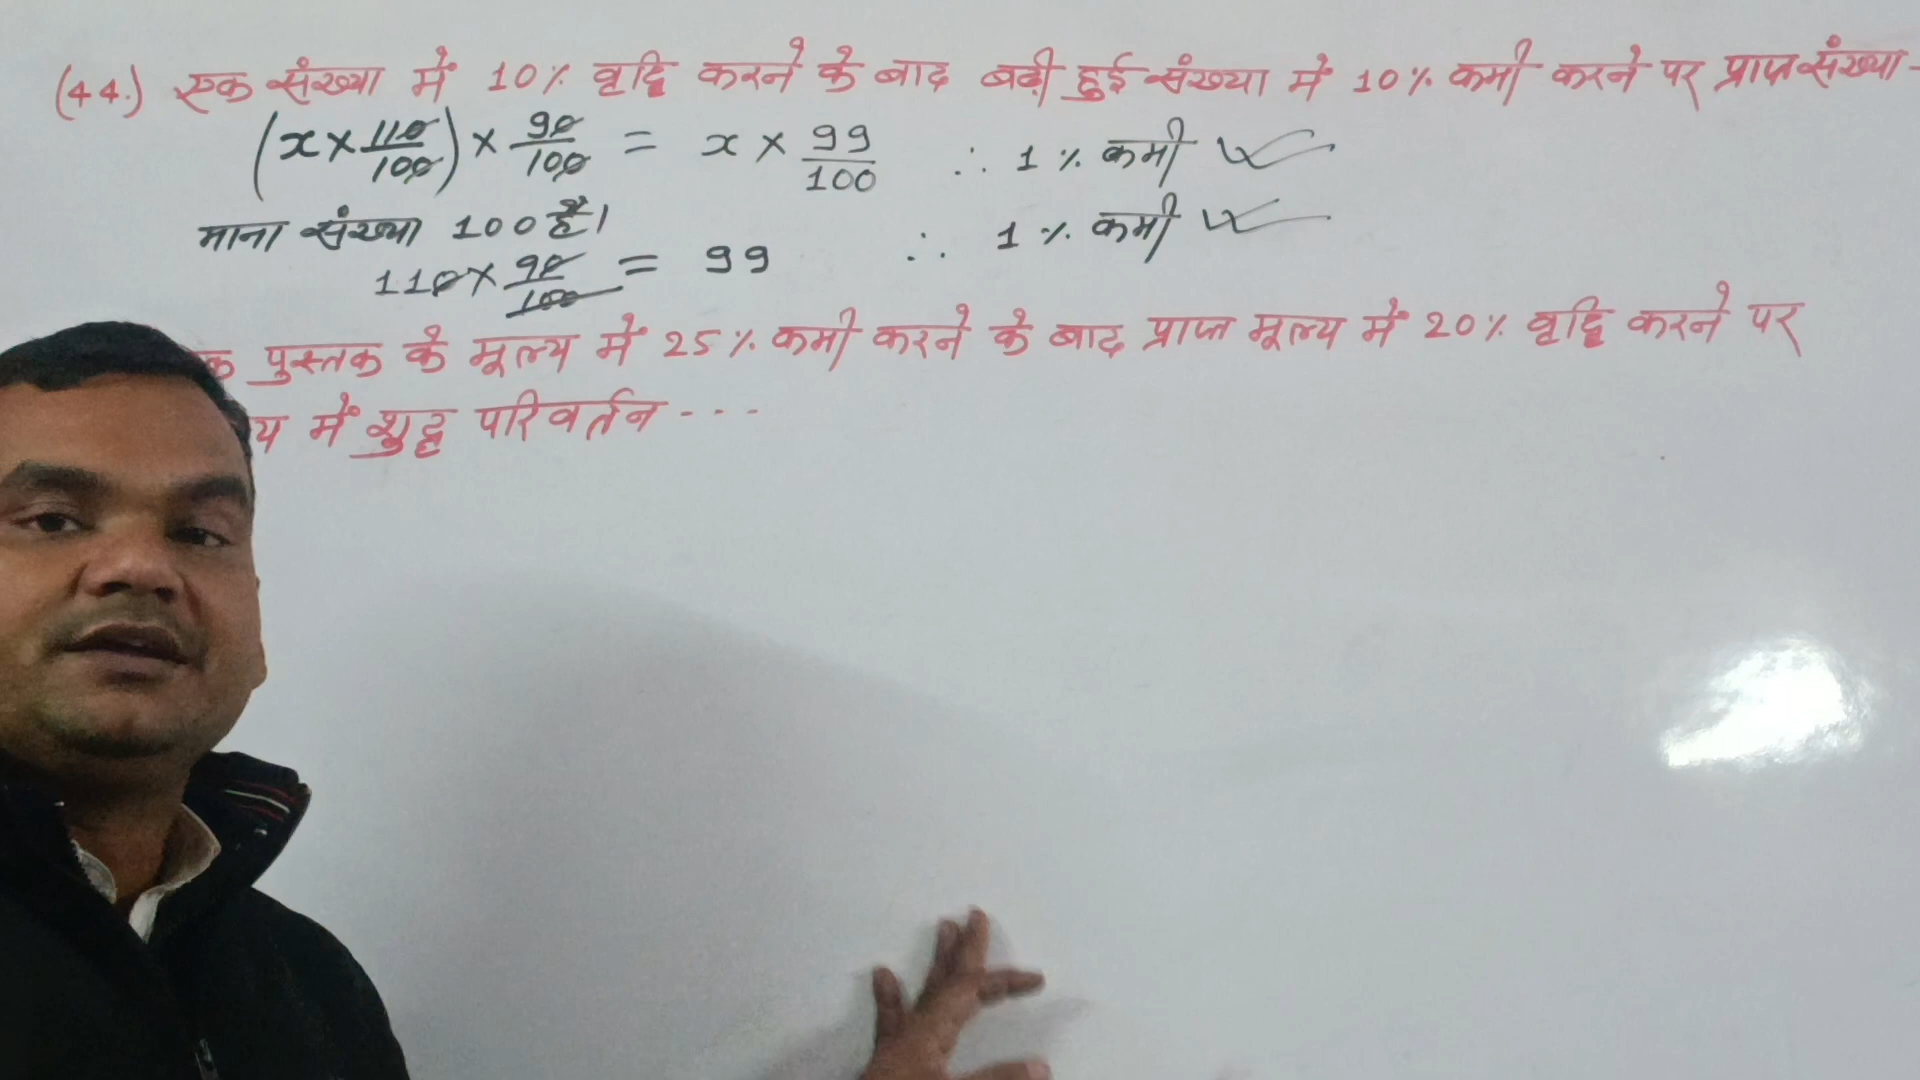 (44.) एक संख्या में 10% वृद्धि करने के बाद बढ़ी हुई संख्या में 10% कमी करने पर प्राप्त संख्या -
(x × 110/100) × 90/100 = x × 99/100 ∴ 1% कमी
माना संख्या 100 है। ∴ 1% कमी
110 × 90/100 = 99
पुस्तक के मूल्य में 25% कमी करने के बाद प्राप्त मूल्य में 20% वृद्धि करने पर
में शुद्ध परिवर्तन - - -